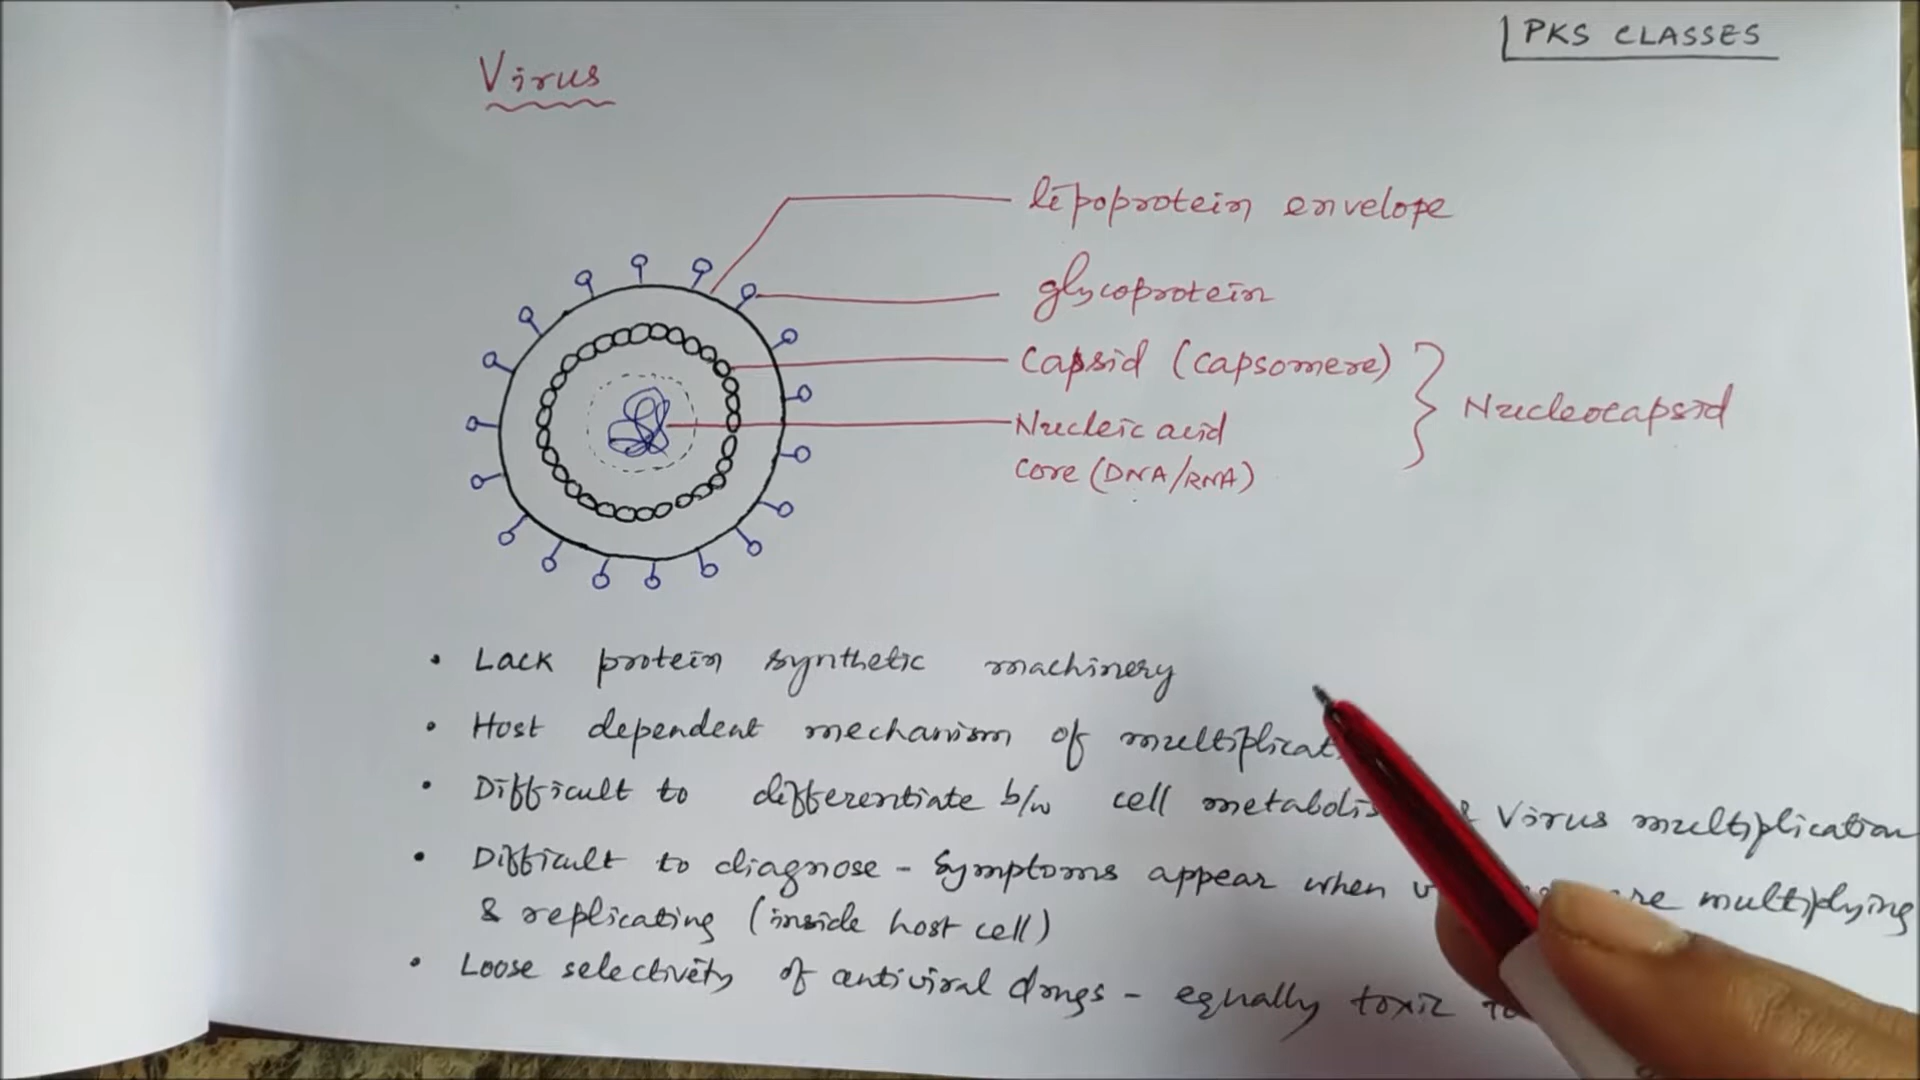 PKS CLASSES
Virus
lipoprotein envelope
glycoprotein
Capsid (capsomere)
Nucleocapsid
Nucleic acid
core (DNA/RNA)
• Lack protein synthetic machinery
• Host dependent mechanism of multiplicat
• Difficult to differentiate b/w cell metabolis & Virus multiplication
• Difficult to diagnose - Symptoms appear when are multiplying
& replicating (inside host cell)
• Loose selectivity of antiviral drugs - equally toxic to